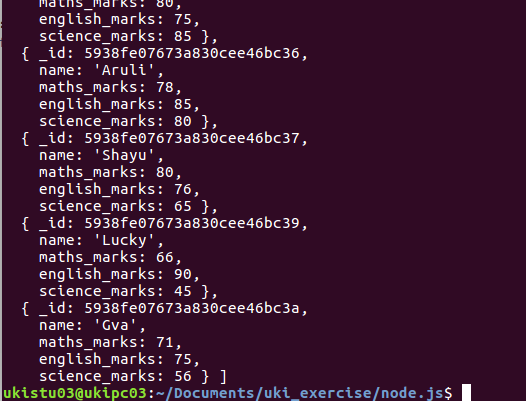 maths_marks: 80,
english_marks: 75,
science_marks: 85 },
{ _id: 5938fe07673a830cee46bc36,
name: 'Aruli',
maths_marks: 78,
english_marks: 85,
science_marks: 80 },
{ _id: 5938fe07673a830cee46bc37,
name: 'Shayu',
maths_marks: 80,
english_marks: 76,
science_marks: 65 },
{ _id: 5938fe07673a830cee46bc39,
name: 'Lucky',
maths_marks: 66,
english_marks: 90,
science_marks: 45 },
{ _id: 5938fe07673a830cee46bc3a,
name: 'Gva',
maths_marks: 71,
english_marks: 75,
science_marks: 56 } ]
ukistu03@ukipc03:~/Documents/uki_exercise/node.js$